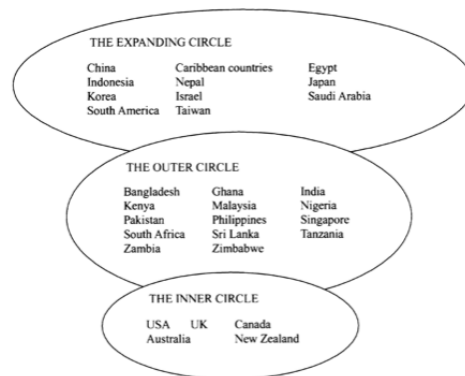 THE EXPANDING CIRCLE
China Caribbean countries Egypt
Indonesia Nepal Japan
Korea Israel Saudi Arabia
South America Taiwan
THE OUTER CIRCLE
Bangladesh Ghana India
Kenya Malaysia Nigeria
Pakistan Philippines Singapore
South Africa Sri Lanka Tanzania
Zambia Zimbabwe
THE INNER CIRCLE
USA UK Canada
Australia New Zealand